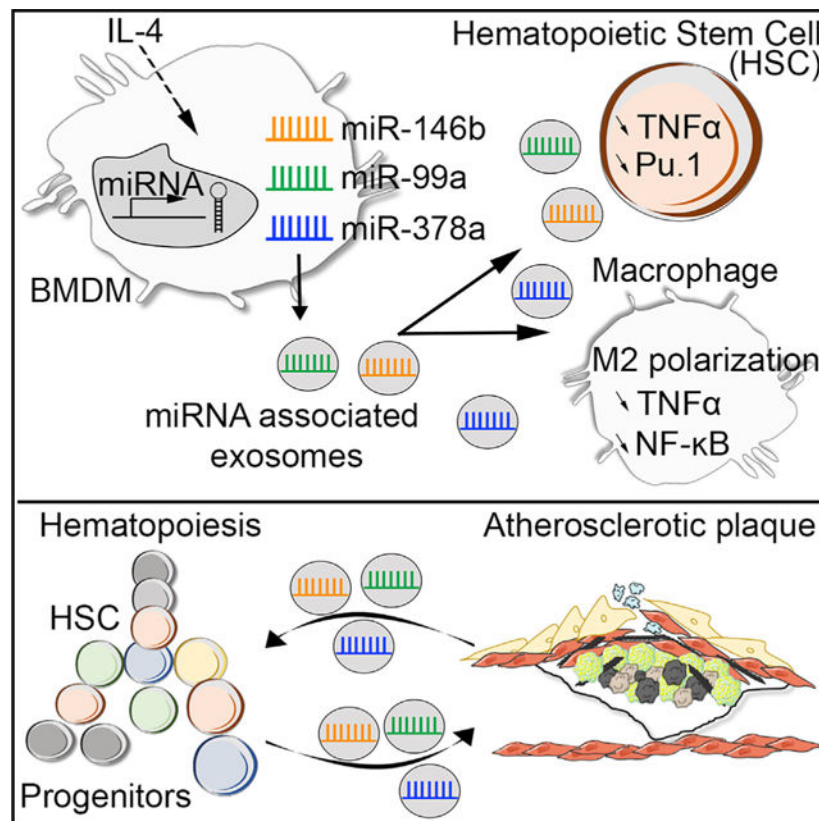 IL-4
miRNA
miR-146b
miR-99a
miR-378a
BMDM
miRNA associated
exosomes
Hematopoietic Stem Cell
(HSC)
↘ TNFα
↘ Pu.1
Macrophage
M2 polarization
↘ TNFα
↘ NF-κB
Hematopoiesis
HSC
Progenitors
Atherosclerotic plaque